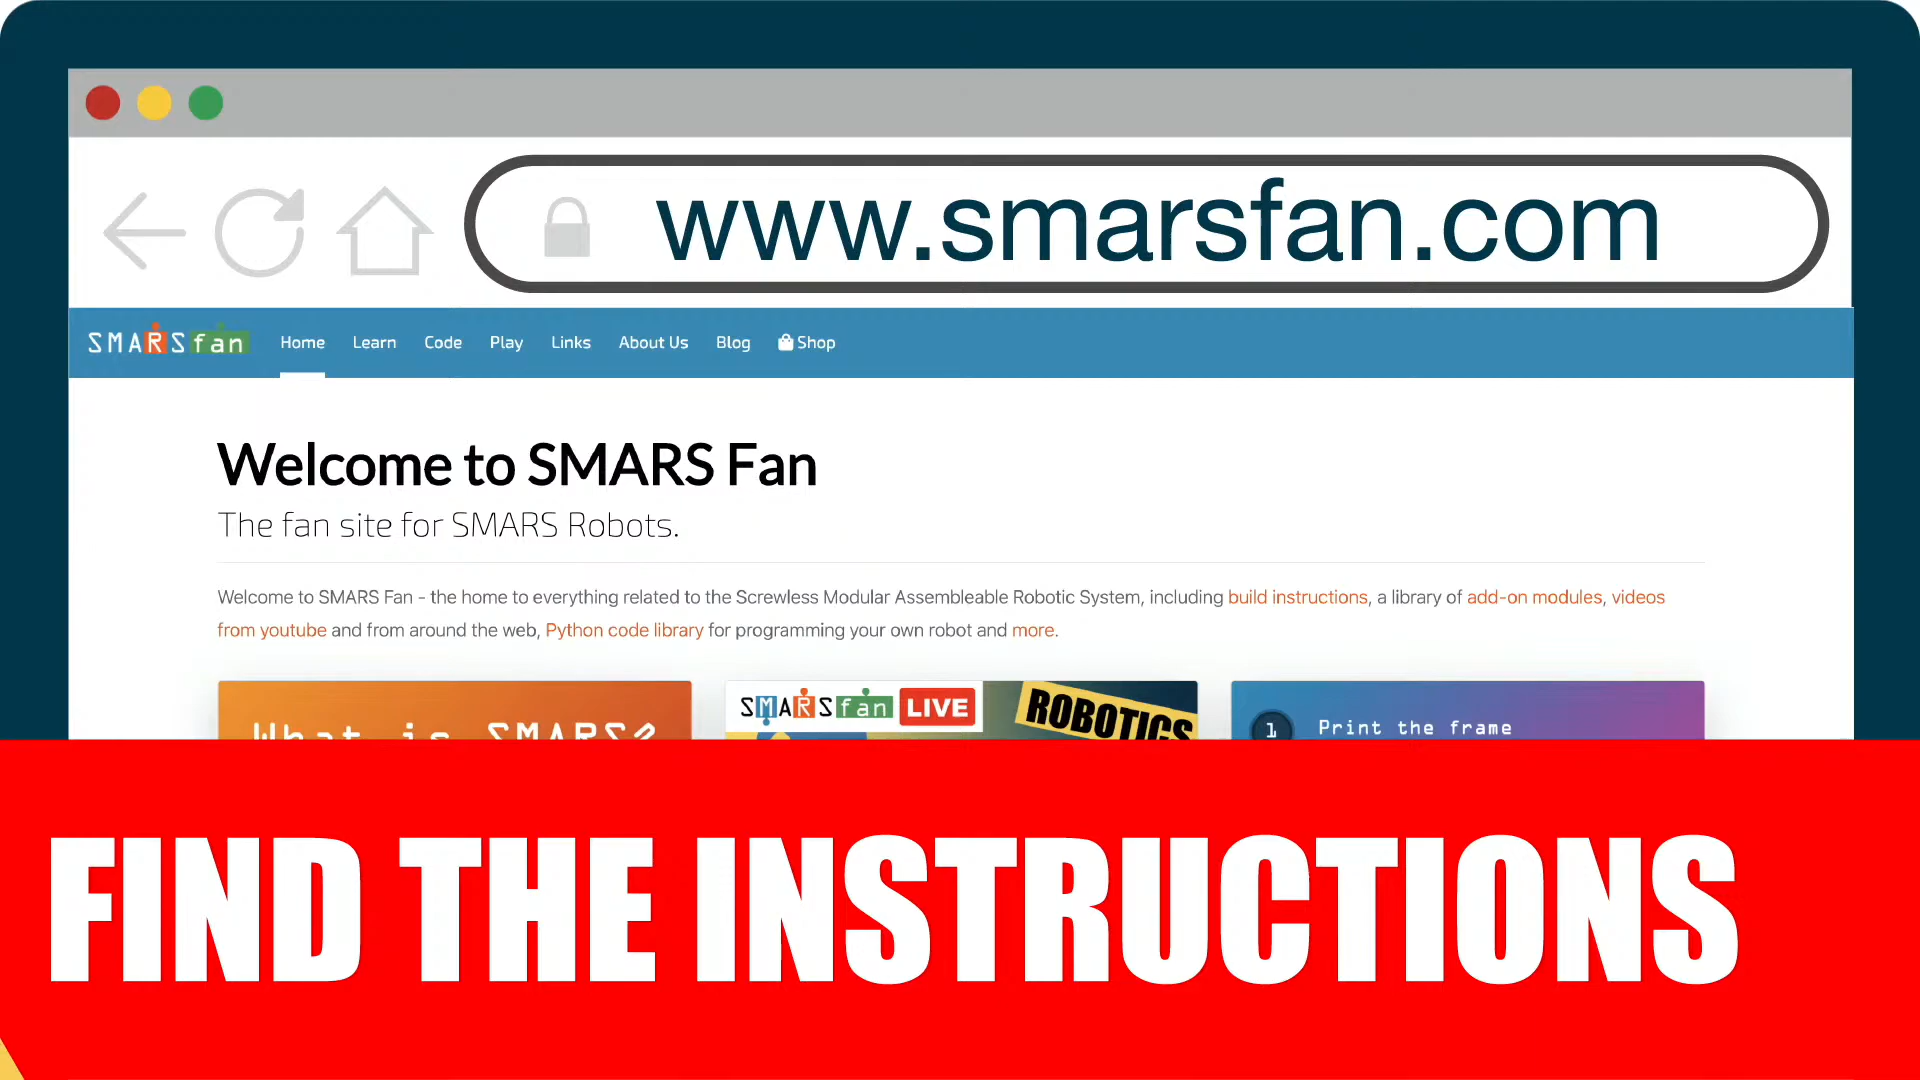 www.smarsfan.com
SMARSfan Home Learn Code Play Links About Us Blog Shop
Welcome to SMARS Fan
The fan site for SMARS Robots.
Welcome to SMARS Fan - the home to everything related to the Screwless Modular Assembleable Robotic System, including build instructions, a library of add-on modules, videos
from youtube and from around the web, Python code library for programming your own robot and more.
What is SMARS?
SMARSfan LIVE
ROBOTICS
1 Print the frame
FIND THE INSTRUCTIONS